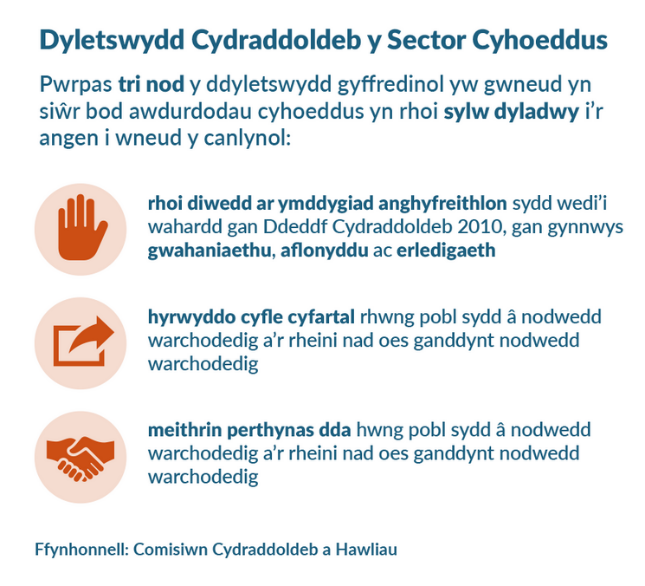 Dyletswydd Cydraddoldeb y Sector Cyhoeddus
Pwrpas tri nod y ddyletswydd gyffredinol yw gwneud yn
siŵr bod awdurdodau cyhoeddus yn rhoi sylw dyladwy i'r
angen i wneud y canlynol:
rhoi diwedd ar ymddygiad anghyfreithlon sydd wedi'i
wahardd gan Ddeddf Cydraddoldeb 2010, gan gynnwys
gwahaniaethu, aflonyddu ac erledigaeth
hyrwyddo cyfle cyfartal rhwng pobl sydd â nodwedd
warchodedig a'r rheini nad oes ganddynt nodwedd
warchodedig
meithrin perthynas dda hwng pobl sydd â nodwedd
warchodedig a'r rheini nad oes ganddynt nodwedd
warchodedig
Ffynhonnell: Comisiwn Cydraddoldeb a Hawliau